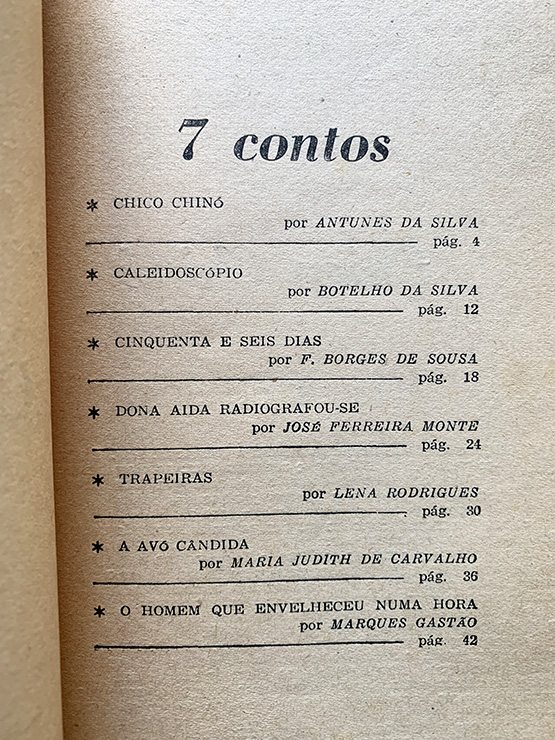 7 contos
* CHICO CHINÓ
por ANTUNES DA SILVA
pág. 4
* CALEIDOSCÓPIO
por BOTELHO DA SILVA
pág. 12
* CINQUENTA E SEIS DIAS
por F. BORGES DE SOUSA
pág. 18
* DONA AIDA RADIOGRAFOU-SE
por JOSÉ FERREIRA MONTE
pág. 24
* TRAPEIRAS
por LENA RODRIGUES
pág. 30
* A AVÓ CÂNDIDA
por MARIA JUDITH DE CARVALHO
pág. 36
* O HOMEM QUE ENVELHECEU NUMA HORA
por MARQUES GASTÃO
pág. 42